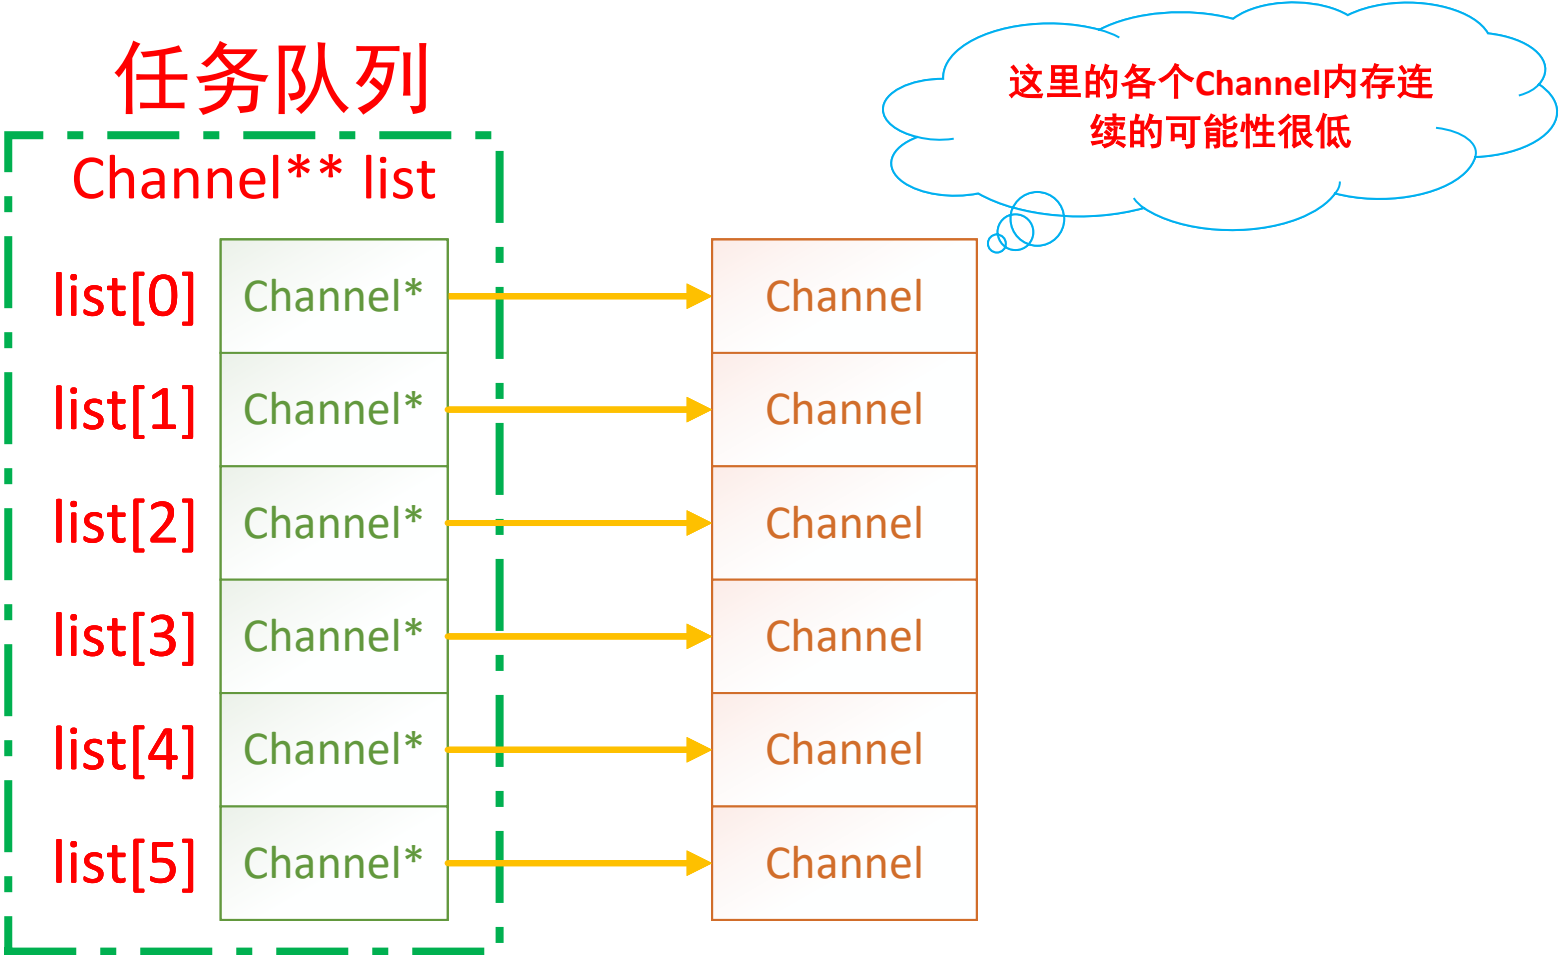 任务队列
Channel** list
这里的各个Channel内存连
续的可能性很低
list[0] Channel* Channel
list[1] Channel* Channel
list[2] Channel* Channel
list[3] Channel* Channel
list[4] Channel* Channel
list[5] Channel* Channel